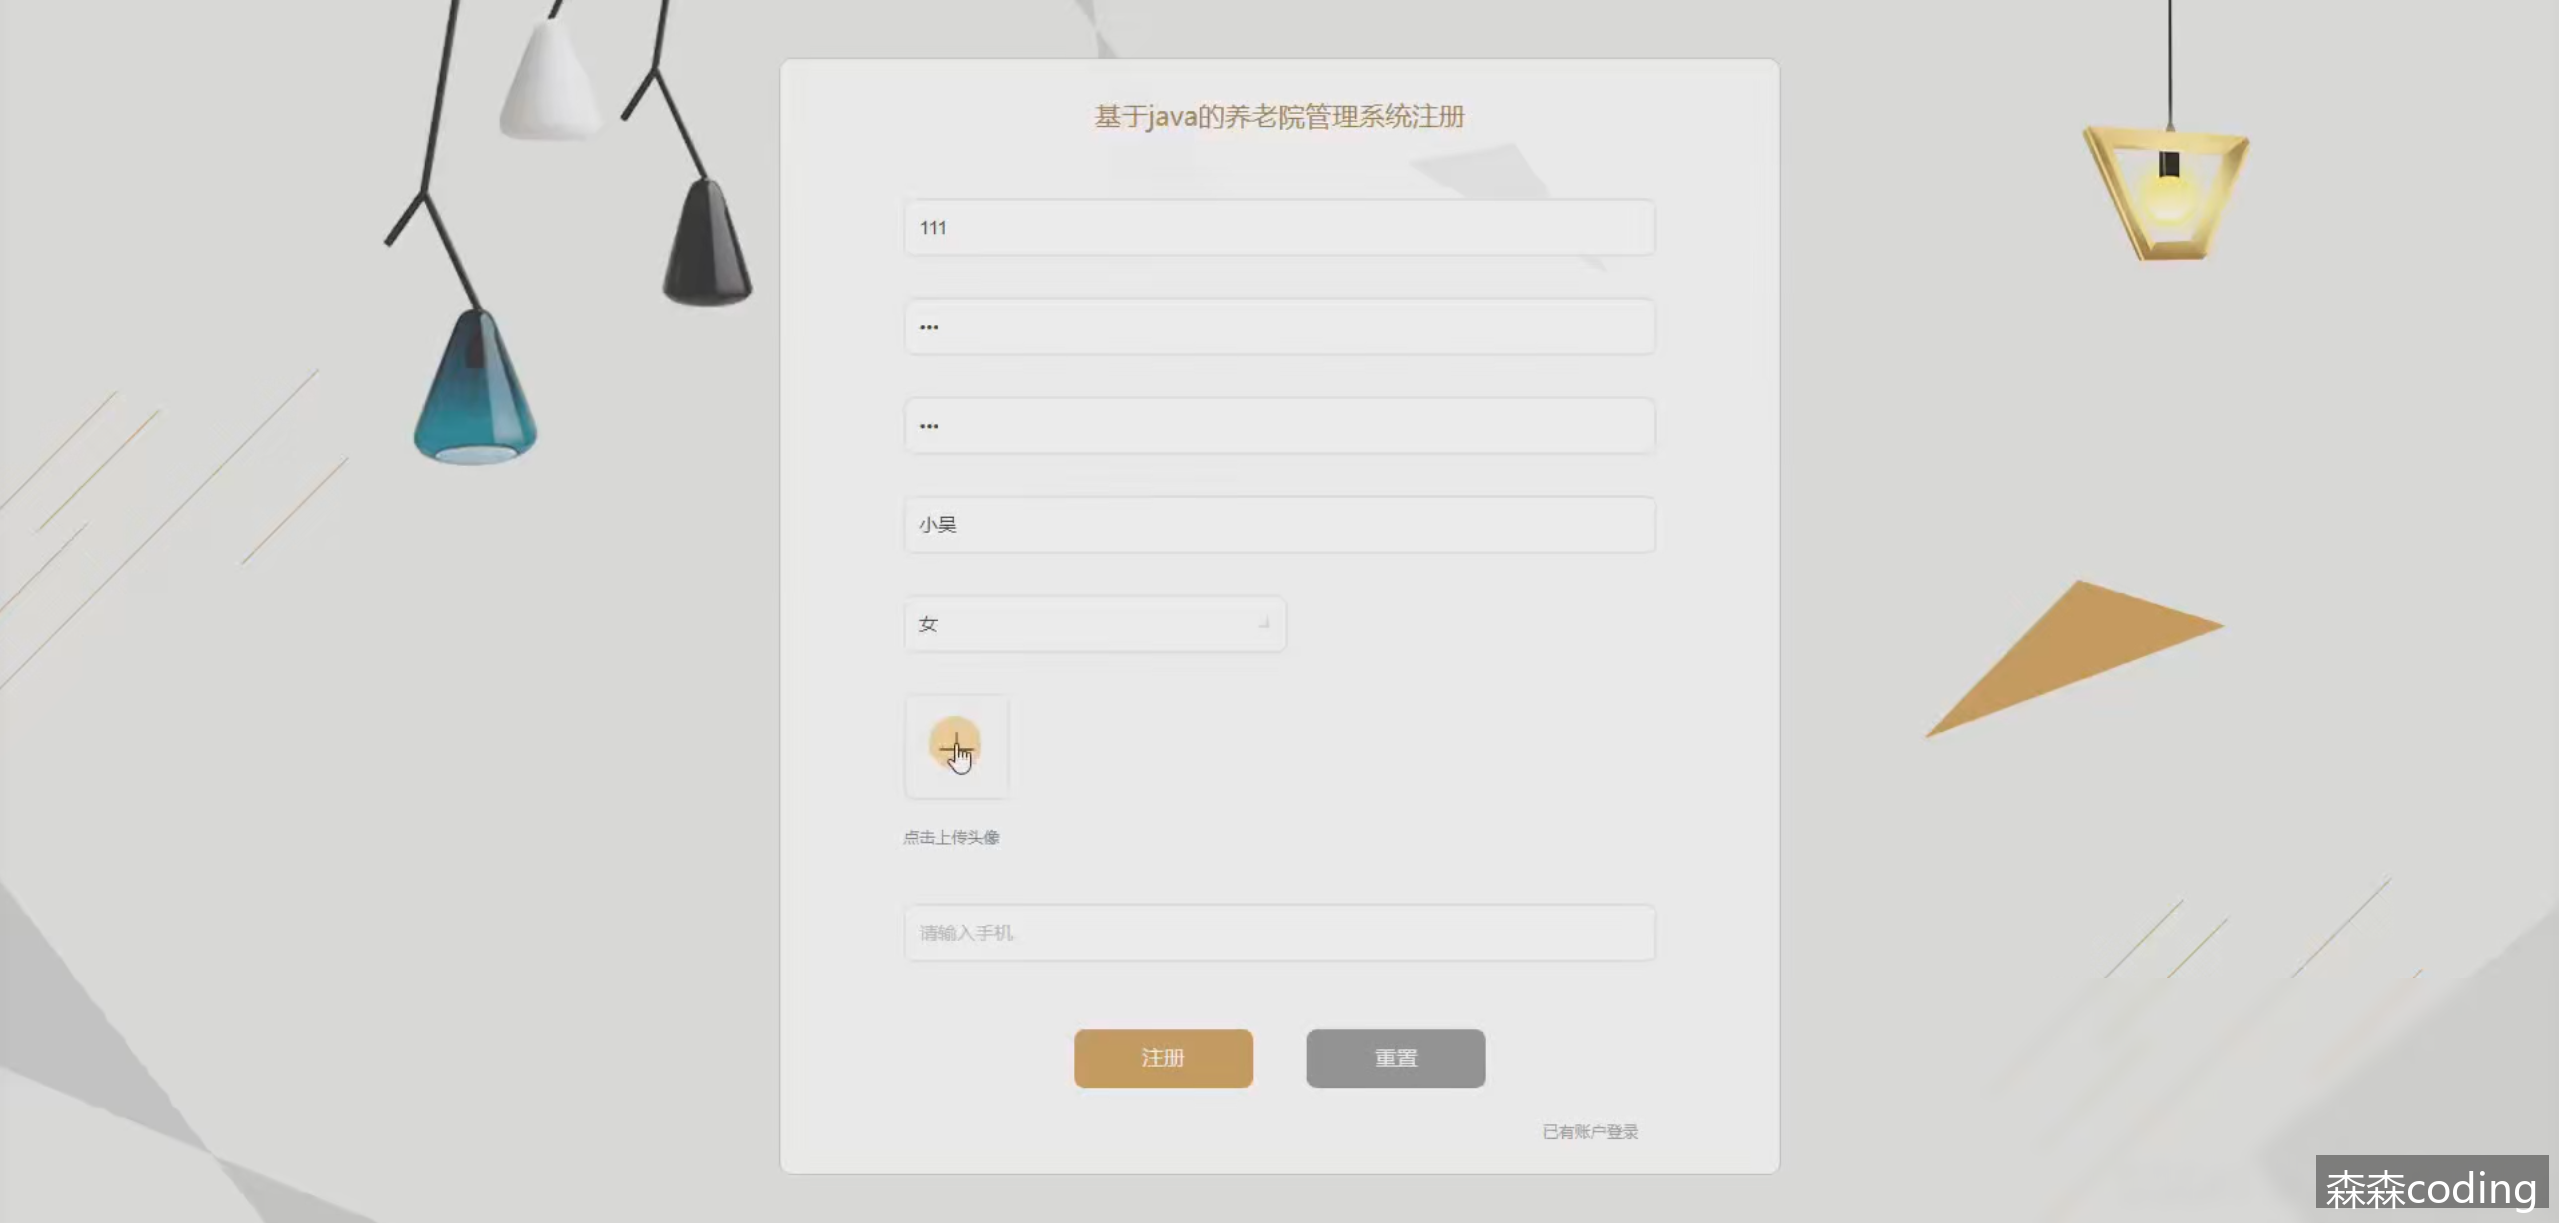 基于java的养老院管理系统注册
111
•••
•••
小昊
女
点击上传头像
请输入手机
注册
重置
已有账户登录
森森coding